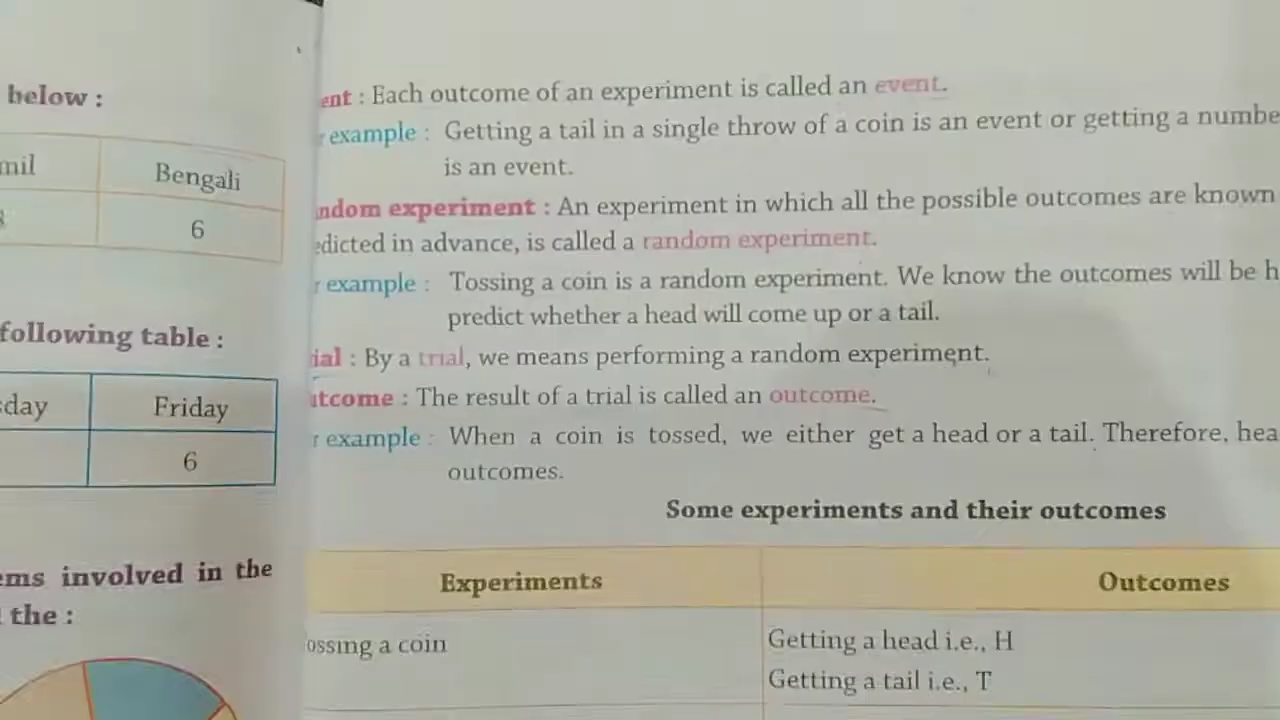 below :
mil Bengali
6
following table :
sday Friday
6
ems involved in the
the :
ent : Each outcome of an experiment is called an event.
r example : Getting a tail in a single throw of a coin is an event or getting a numbe
is an event.
ndom experiment : An experiment in which all the possible outcomes are known
edicted in advance, is called a random experiment.
r example : Tossing a coin is a random experiment. We know the outcomes will be h
predict whether a head will come up or a tail.
ial : By a trial, we means performing a random experiment.
utcome : The result of a trial is called an outcome.
r example : When a coin is tossed, we either get a head or a tail. Therefore, hea
outcomes.
Some experiments and their outcomes
Experiments Outcomes
ossing a coin Getting a head i.e., H
Getting a tail i.e., T